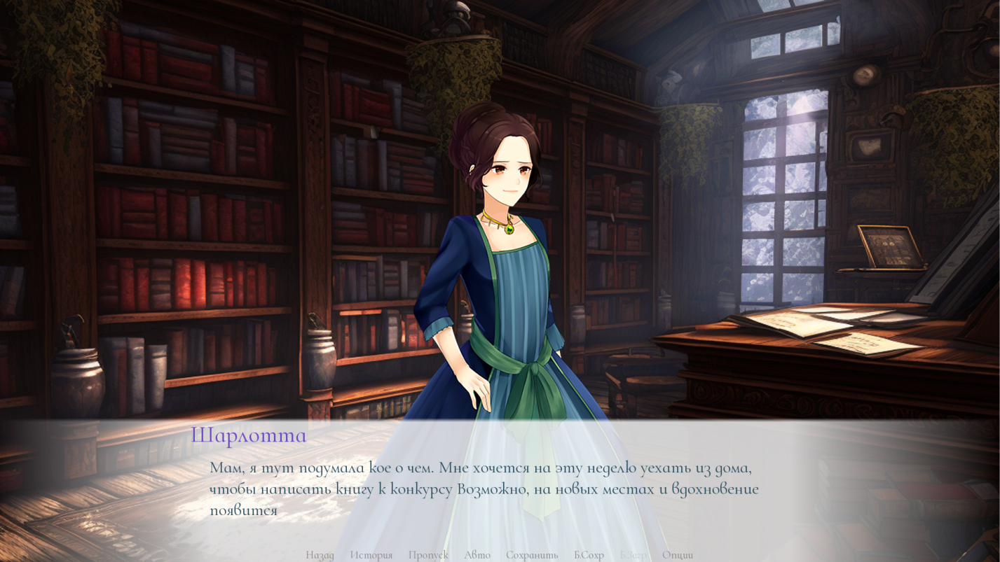 Шарлотта
Мам, я тут подумала кое о чем. Мне хочется на эту неделю уехать из дома,
чтобы написать книгу к конкурсу Возможно, на новых местах и вдохновение
появится
Назад История Пропуск Авто Сохранить Б.Сохр Б.Загр Опции